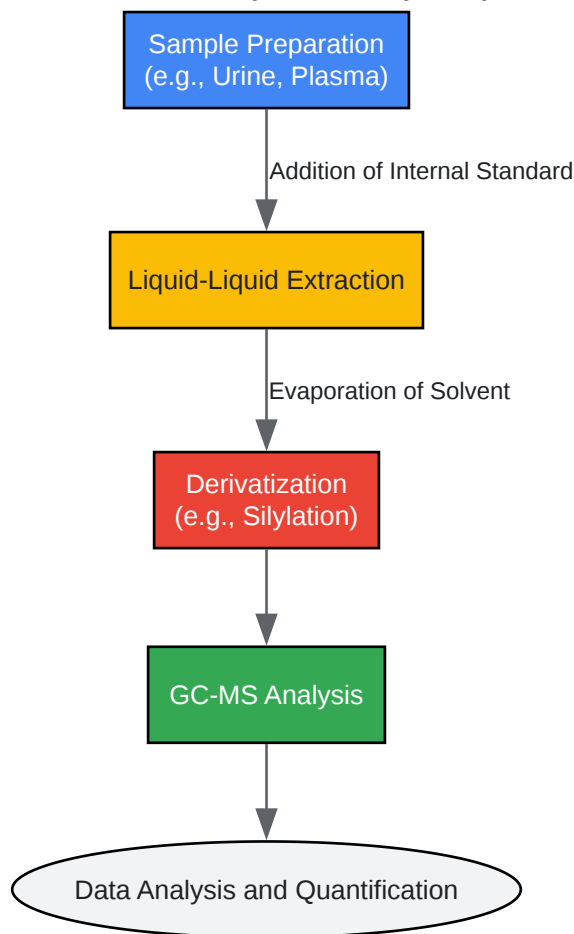 Sample Preparation
(e.g., Urine, Plasma)
Addition of Internal Standard
Liquid-Liquid Extraction
Evaporation of Solvent
Derivatization
(e.g., Silylation)
GC-MS Analysis
Data Analysis and Quantification